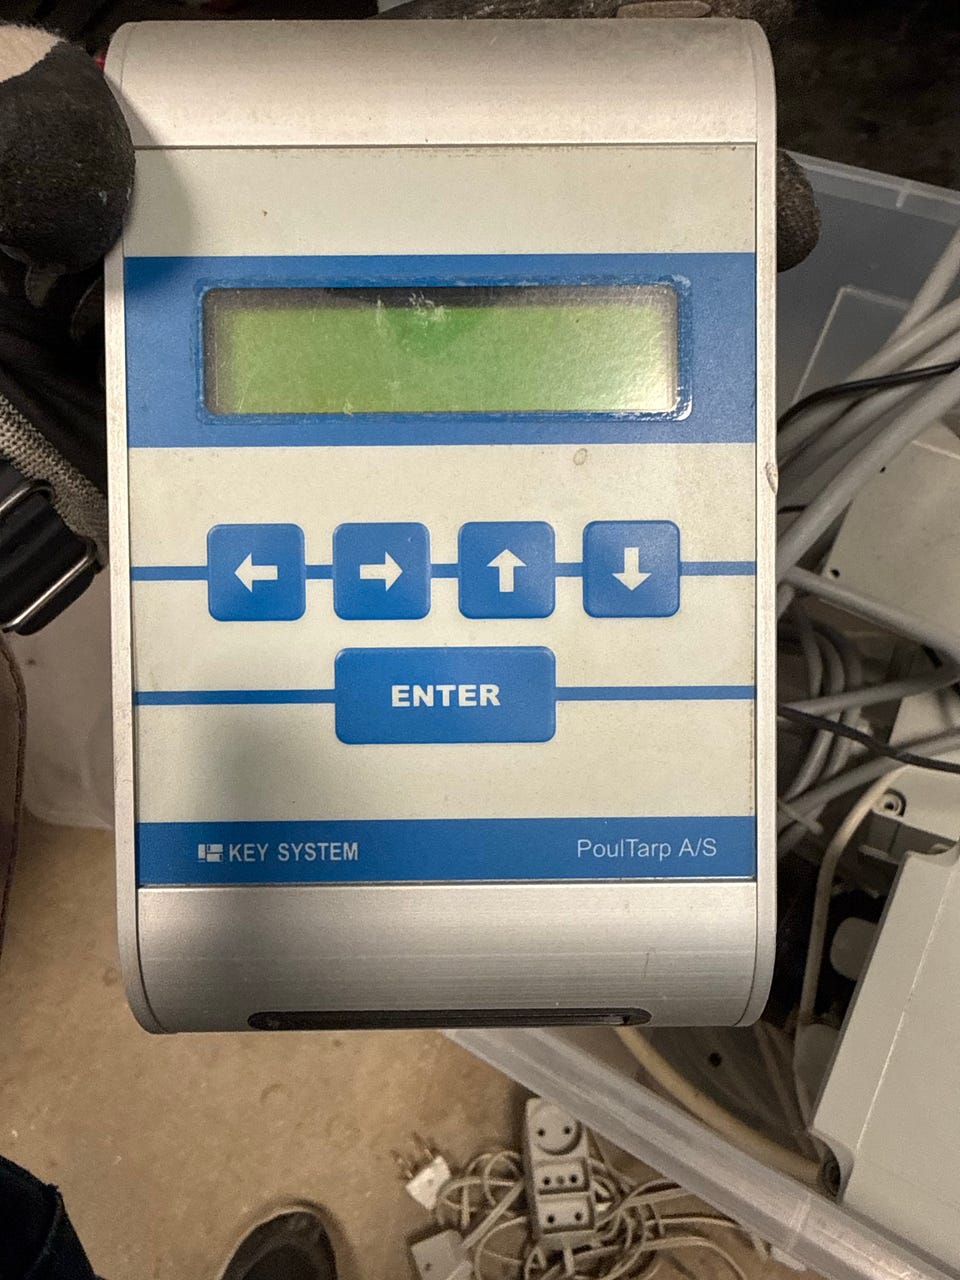 ← → ↑ ↓
ENTER
KEY SYSTEM PoulTarp A/S